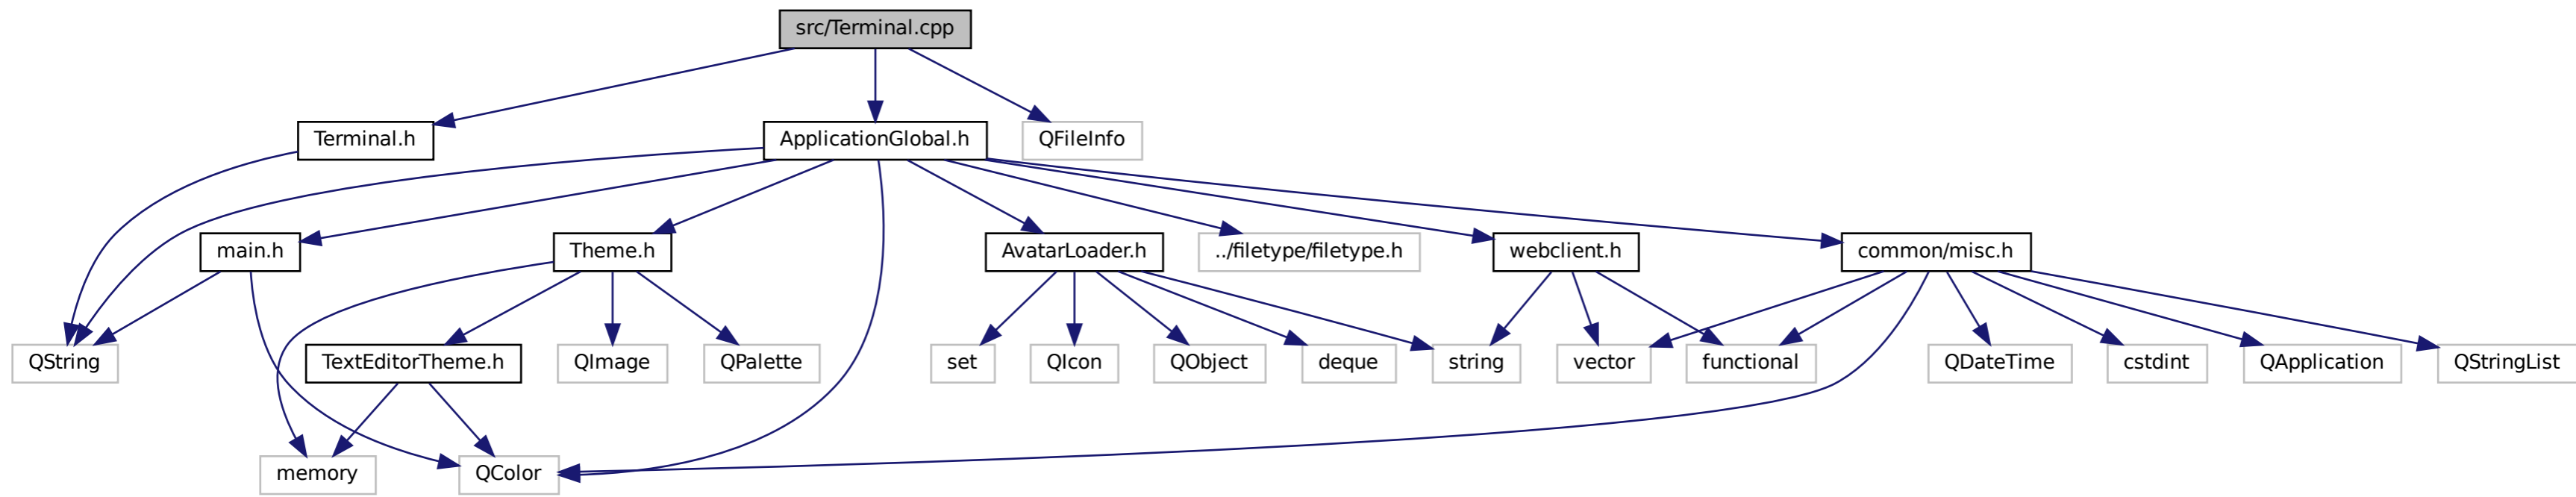 src/Terminal.cpp
Terminal.h
ApplicationGlobal.h
QFileInfo
main.h
Theme.h
AvatarLoader.h
../filetype/filetype.h
webclient.h
common/misc.h
QString
TextEditorTheme.h
QImage
QPalette
set
QIcon
QObject
deque
string
vector
functional
QDateTime
cstdint
QApplication
QStringList
memory
QColor